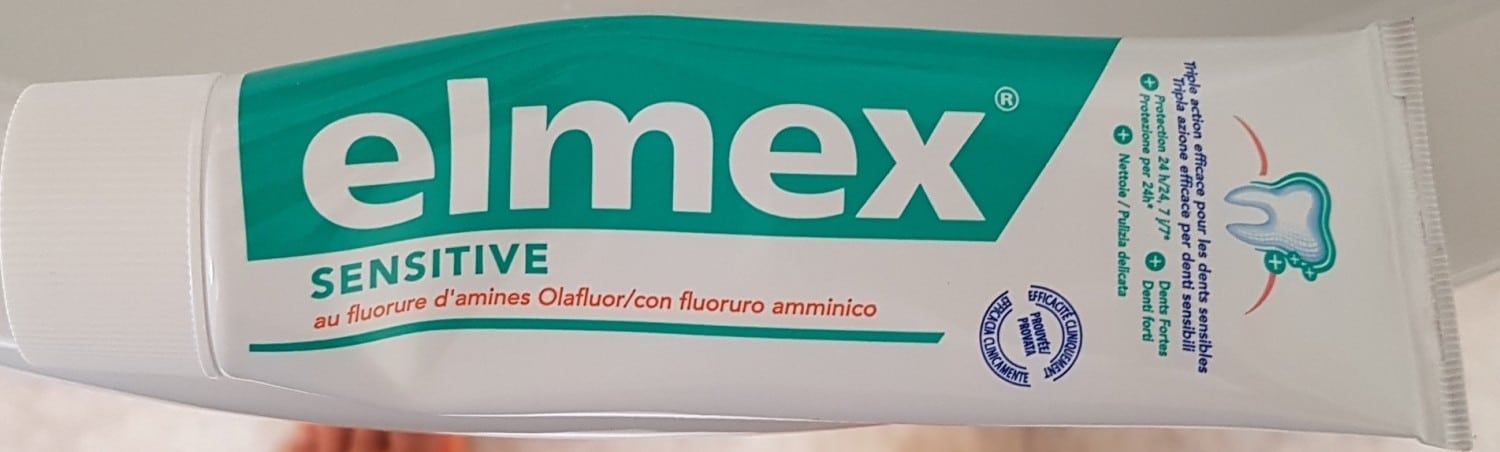 elmex®
SENSITIVE
au fluorure d'amines Olafluor/con fluoruro amminico
EFFICACITÉ CLINIQUEMENT
PROUVÉE/
PROVATA
EFFICACIA CLINICAMENTE
Triple action efficace pour les dents sensibles
Tripla azione efficace per denti sensibili
Protection 24 h/24, 7 j/7* + Dents Fortes
+ Protezione per 24h* Denti forti
+ Nettoie / Pulizia delicata